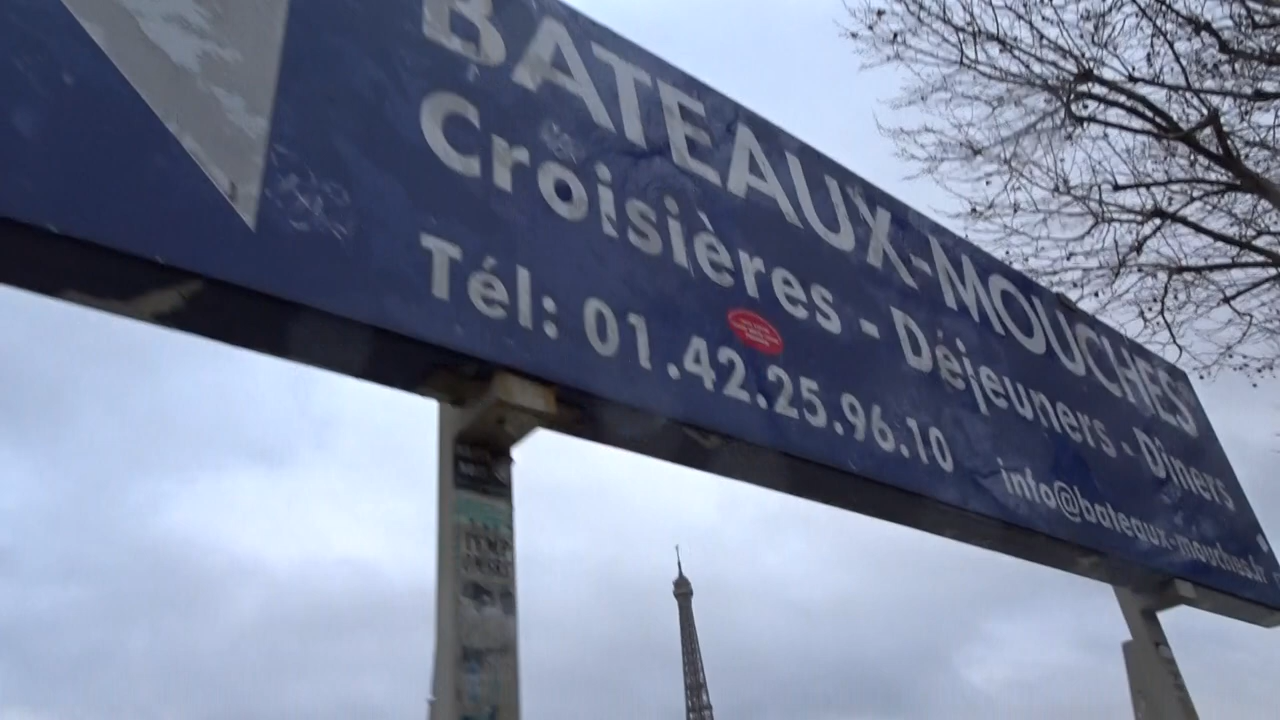 BATEAUX-MOUCHES
Croisières - Déjeuners - Dîners
Tél: 01.42.25.96.10
info@bateaux-mouches.fr